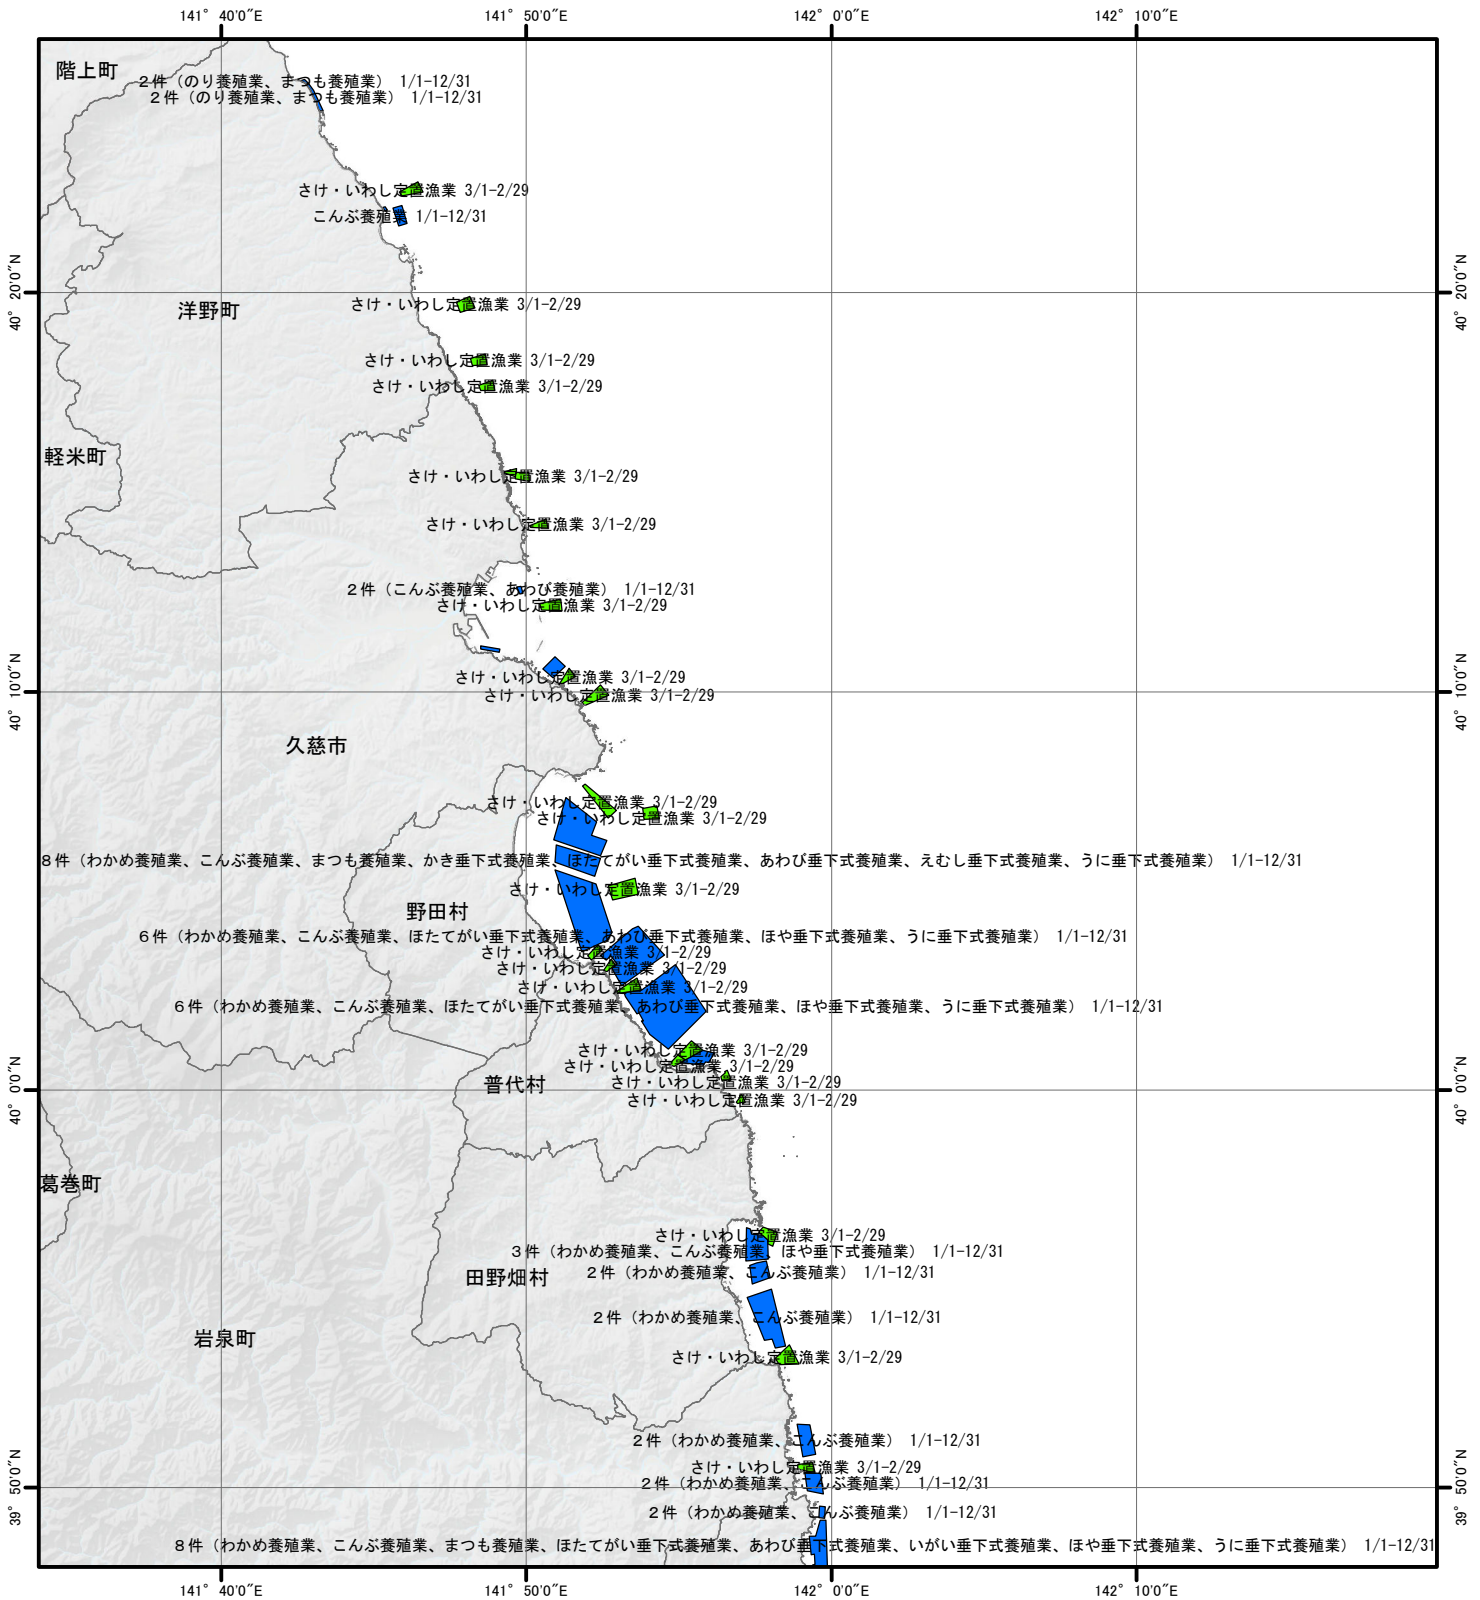 141° 40'0"E
141° 50'0"E
142° 0'0"E
142° 10'0"E
階上町
２件（のり養殖業、まつも養殖業） 1/1-12/31
２件（のり養殖業、まつも養殖業） 1/1-12/31
さけ・いわし定置漁業 3/1-2/29
こんぶ養殖業 1/1-12/31
40° 20'0"N
40° 20'0"N
洋野町
さけ・いわし定置漁業 3/1-2/29
さけ・いわし定置漁業 3/1-2/29
さけ・いわし定置漁業 3/1-2/29
軽米町
さけ・いわし定置漁業 3/1-2/29
さけ・いわし定置漁業 3/1-2/29
２件（こんぶ養殖業、あわび養殖業） 1/1-12/31
さけ・いわし定置漁業 3/1-2/29
さけ・いわし定置漁業 3/1-2/29
さけ・いわし定置漁業 3/1-2/29
40° 10'0"N
40° 10'0"N
久慈市
さけ・いわし定置漁業 3/1-2/29
さけ・いわし定置漁業 3/1-2/29
８件（わかめ養殖業、こんぶ養殖業、まつも養殖業、かき垂下式養殖業、ほたてがい垂下式養殖業、あわび垂下式養殖業、えむし垂下式養殖業、うに垂下式養殖業） 1/1-12/31
さけ・いわし定置漁業 3/1-2/29
野田村
６件（わかめ養殖業、こんぶ養殖業、ほたてがい垂下式養殖業、あわび垂下式養殖業、ほや垂下式養殖業、うに垂下式養殖業） 1/1-12/31
さけ・いわし定置漁業 3/1-2/29
さけ・いわし定置漁業 3/1-2/29
さけ・いわし定置漁業 3/1-2/29
６件（わかめ養殖業、こんぶ養殖業、ほたてがい垂下式養殖業、あわび垂下式養殖業、ほや垂下式養殖業、うに垂下式養殖業） 1/1-12/31
さけ・いわし定置漁業 3/1-2/29
さけ・いわし定置漁業 3/1-2/29
さけ・いわし定置漁業 3/1-2/29
普代村
さけ・いわし定置漁業 3/1-2/29
40° 0'0"N
40° 0'0"N
葛巻町
さけ・いわし定置漁業 3/1-2/29
３件（わかめ養殖業、こんぶ養殖業、ほや垂下式養殖業） 1/1-12/31
２件（わかめ養殖業、こんぶ養殖業） 1/1-12/31
田野畑村
２件（わかめ養殖業、こんぶ養殖業） 1/1-12/31
岩泉町
さけ・いわし定置漁業 3/1-2/29
２件（わかめ養殖業、こんぶ養殖業） 1/1-12/31
さけ・いわし定置漁業 3/1-2/29
２件（わかめ養殖業、こんぶ養殖業） 1/1-12/31
39° 50'0"N
39° 50'0"N
２件（わかめ養殖業、こんぶ養殖業） 1/1-12/31
８件（わかめ養殖業、こんぶ養殖業、まつも養殖業、ほたてがい垂下式養殖業、あわび垂下式養殖業、いがい垂下式養殖業、ほや垂下式養殖業、うに垂下式養殖業） 1/1-12/31
141° 40'0"E
141° 50'0"E
142° 0'0"E
142° 10'0"E